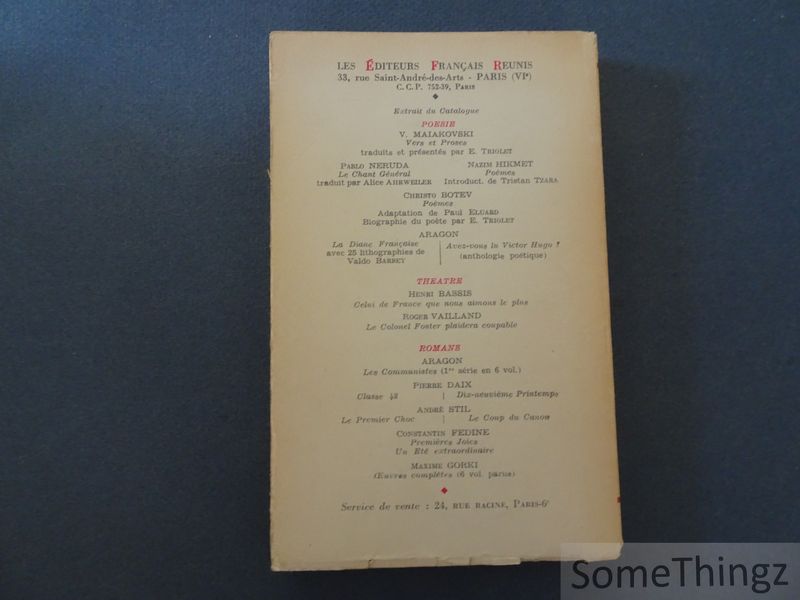 LES ÉDITEURS FRANÇAIS REUNIS
33, rue Saint-André-des-Arts - PARIS (VIe)
C.C.P. 752-39, PARIS
Extrait du Catalogue
POESIE
V. MAIAKOVSKI
Vers et Proses
traduits et présentés par E. TRIOLET
PABLO NERUDA
Le Chant Général
traduit par Alice AHRWEILER
NAZIM HIKMET
Poèmes
Introduct. de Tristan TZARA
CHRISTO BOTEV
Poèmes
Adaptation de Paul ELUARD
Biographie du poète par E. TRIOLET
ARAGON
La Diane Française
avec 25 lithographies de
Valdo BARBEY
Avez-vous lu Victor Hugo ?
(anthologie poétique)
THEATRE
HENRI BASSIS
Celui de France que nous aimons le plus
ROGER VAILLAND
Le Colonel Foster plaidera coupable
ROMANS
ARAGON
Les Communistes (1re série en 6 vol.)
PIERRE DAIX
Classe 42 | Dix-neuvième Printemps
ANDRÉ STIL
Le Premier Choc | Le Coup du Canon
CONSTANTIN FEDINE
Premières Joies
Un Eté extraordinaire
MAXIME GORKI
Œuvres complètes (6 vol. parus)
Service de vente : 24, RUE RACINE, PARIS-6e
SomeThingz